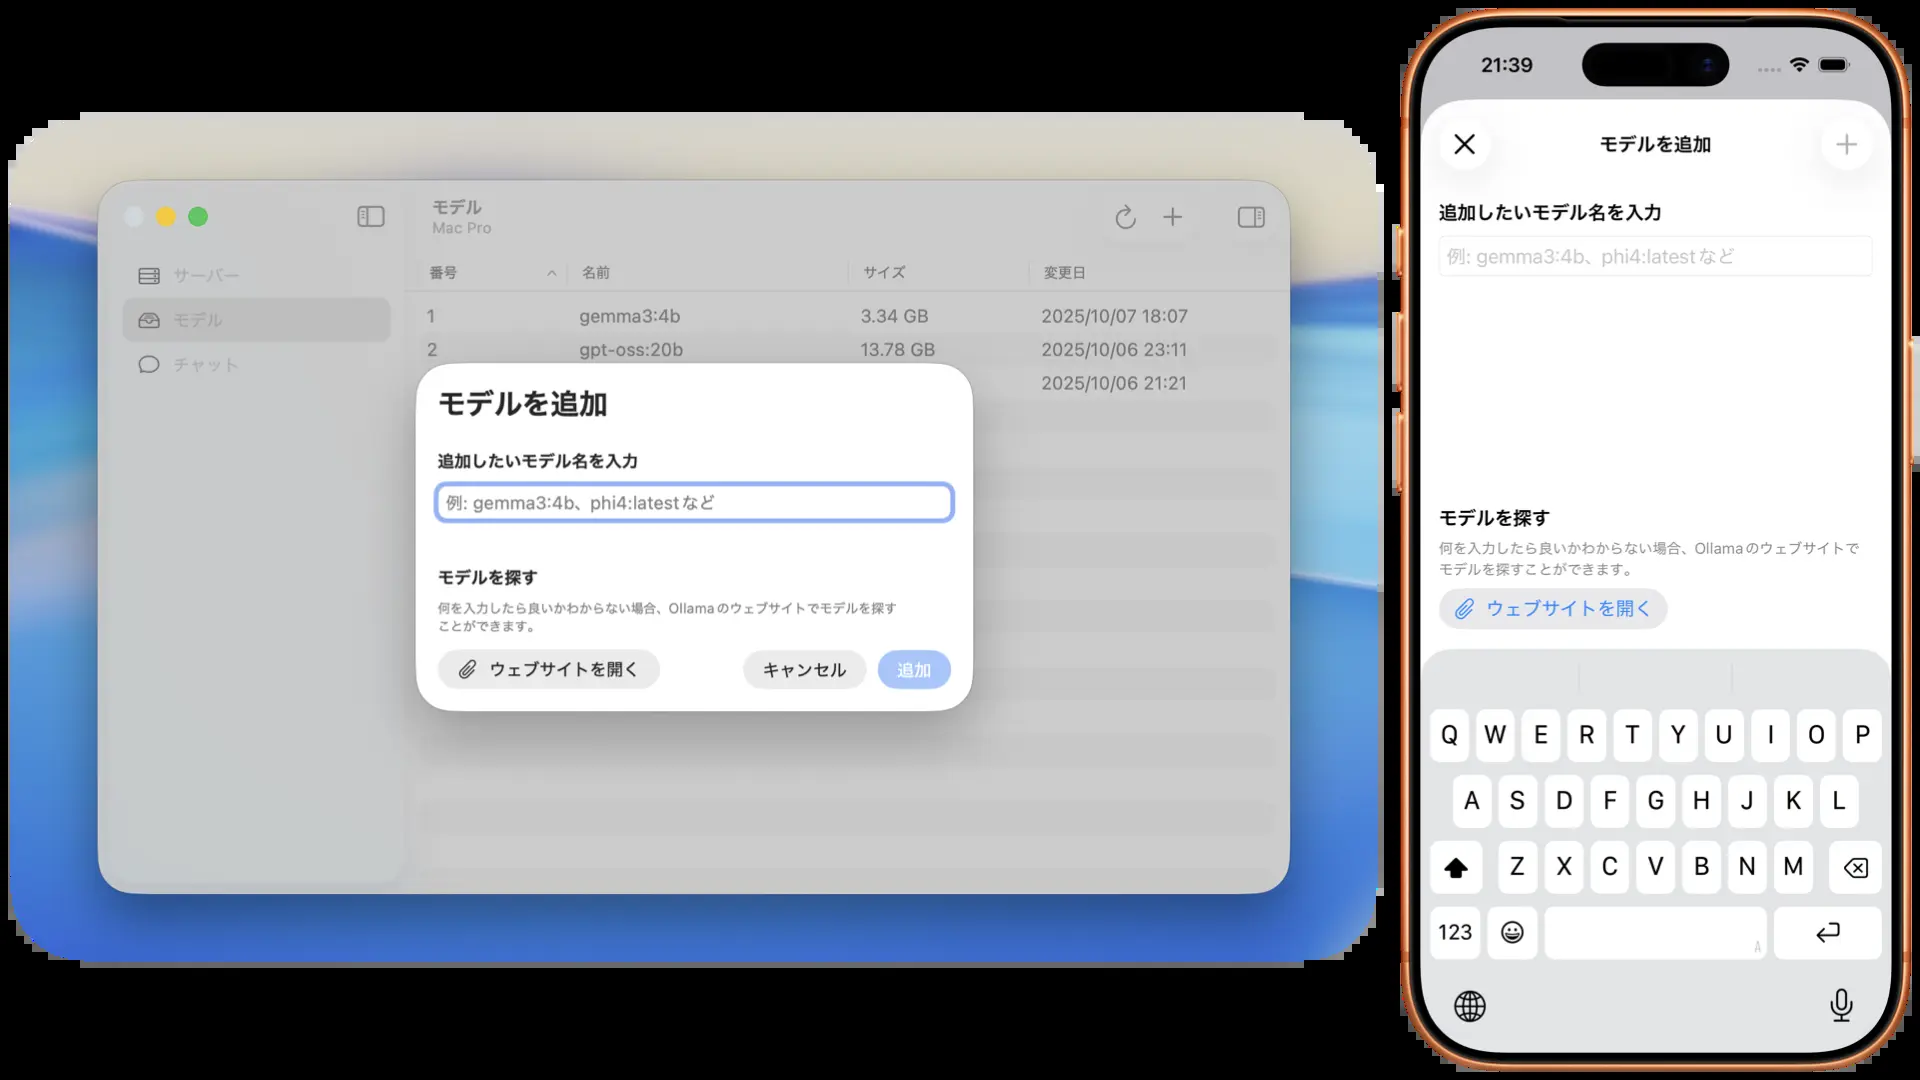 モデル
Mac Pro
サーバー
モデル
チャット
番号 名前 サイズ 変更日
1 gemma3:4b 3.34 GB 2025/10/07 18:07
2 gpt-oss:20b 13.78 GB 2025/10/06 23:11
2025/10/06 21:21
モデルを追加
追加したいモデル名を入力
例: gemma3:4b、phi4:latestなど
モデルを探す
何を入力したら良いかわからない場合、Ollamaのウェブサイトでモデルを探す
ことができます。
ウェブサイトを開く キャンセル 追加
21:39
モデルを追加
追加したいモデル名を入力
例: gemma3:4b、phi4:latestなど
モデルを探す
何を入力したら良いかわからない場合、Ollamaのウェブサイトで
モデルを探すことができます。
ウェブサイトを開く
Q W E R T Y U I O P
A S D F G H J K L
Z X C V B N M
123
A